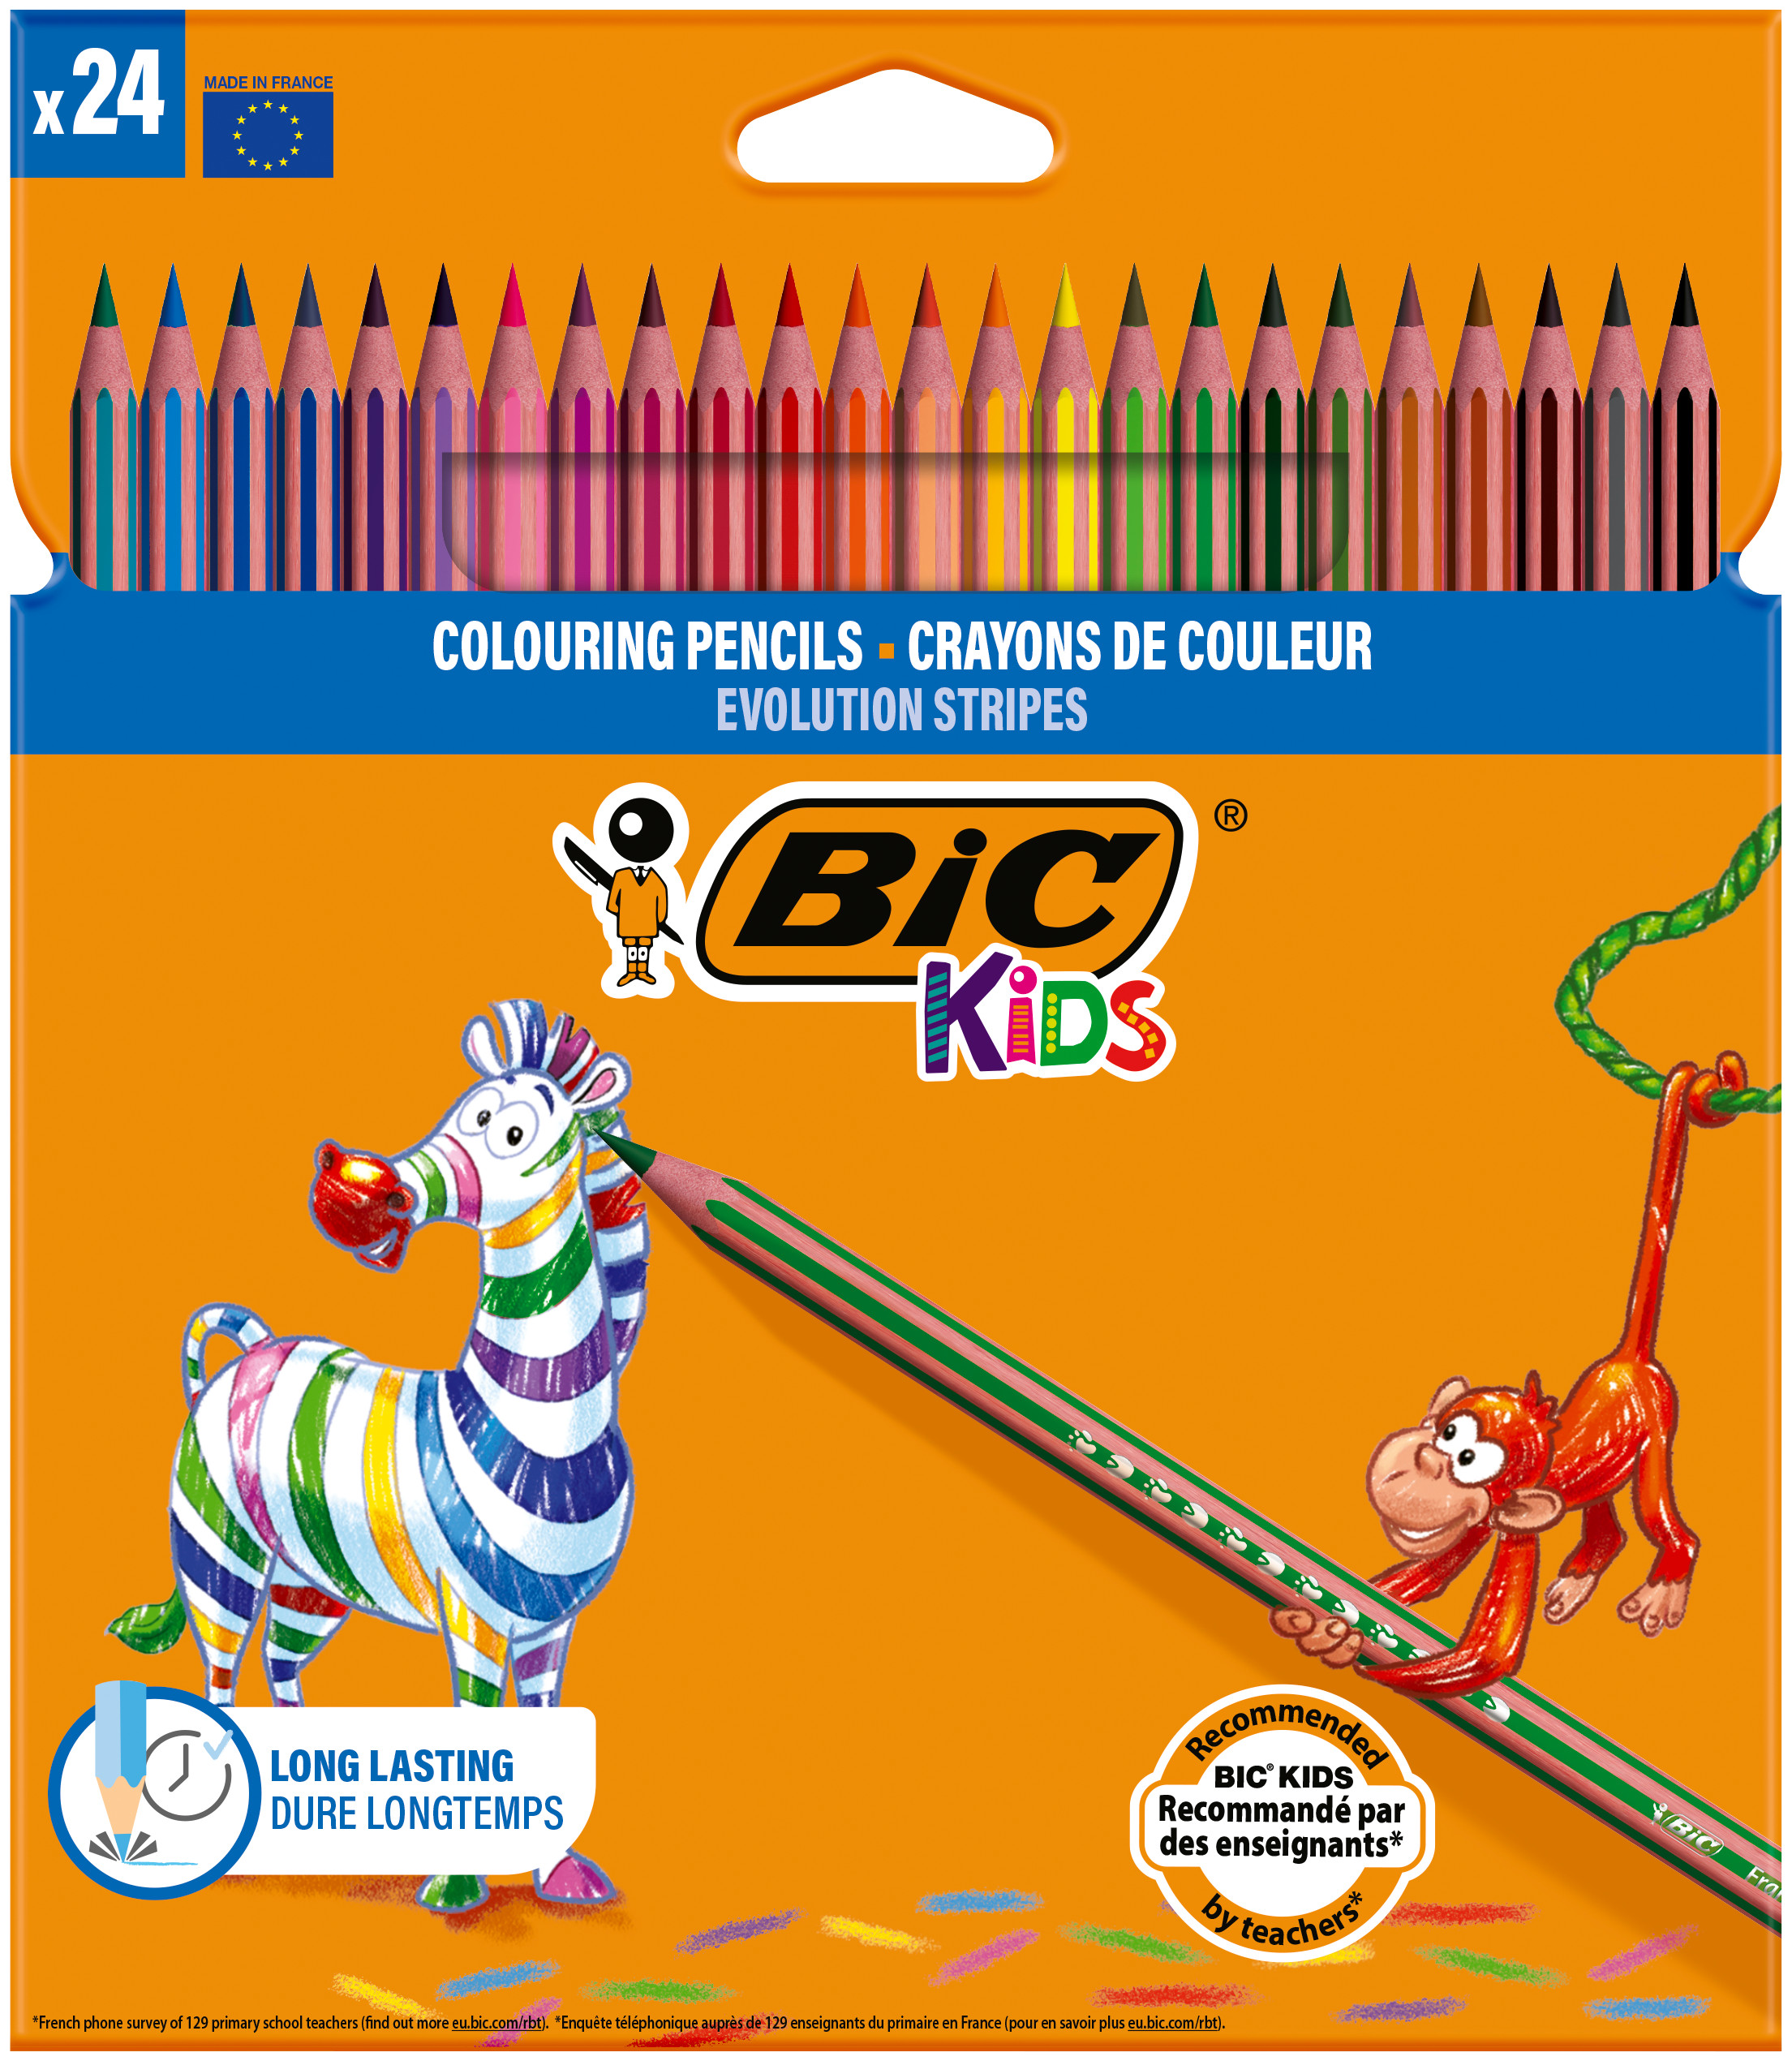 x24
MADE IN FRANCE
COLOURING PENCILS ▪ CRAYONS DE COULEUR
EVOLUTION STRIPES
BiC ®
KiDS
LONG LASTING
DURE LONGTEMPS
Recommended
BIC® KIDS
Recommandé par
des enseignants*
by teachers*
BiC
*French phone survey of 129 primary school teachers (find out more eu.bic.com/rbt). *Enquête téléphonique auprès de 129 enseignants du primaire en France (pour en savoir plus eu.bic.com/rbt).